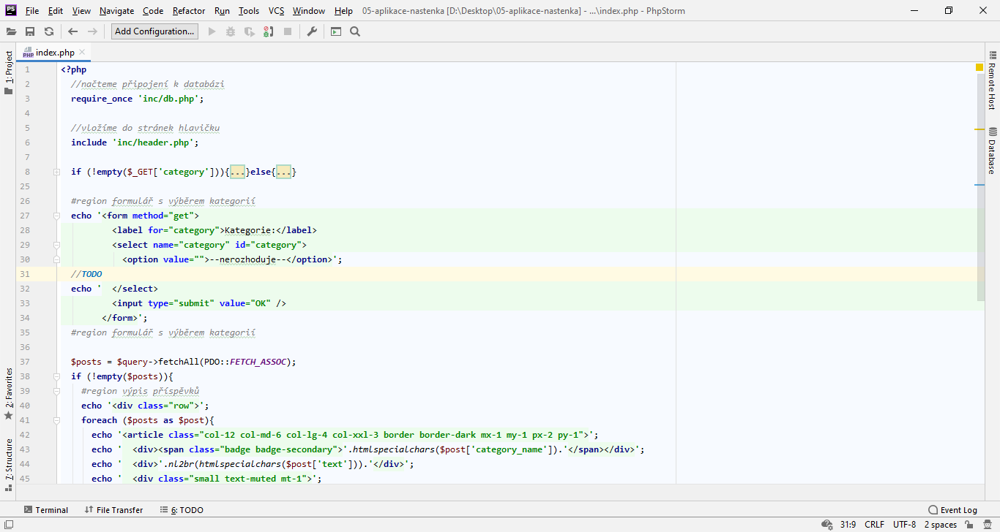 File Edit View Navigate Code Refactor Run Tools VCS Window Help 05-aplikace-nastenka [D:\Desktop\05-aplikace-nastenka] - ...\index.php - PhpStorm
Add Configuration...
index.php
1: Project
Remote Host
Database
2: Favorites
7: Structure
1 <?php
2 //načteme připojení k databázi
3 require_once 'inc/db.php';
4
5 //vložíme do stránek hlavičku
6 include 'inc/header.php';
7
8 if (!empty($_GET['category'])){...}else{...}
25
26 #region formulář s výběrem kategorií
27 echo '<form method="get">
28 <label for="category">Kategorie:</label>
29 <select name="category" id="category">
30 <option value="">--nerozhoduje--</option>';
31 //TODO
32 echo ' </select>
33 <input type="submit" value="OK" />
34 </form>';
35 #region formulář s výběrem kategorií
36
37 $posts = $query->fetchAll(PDO::FETCH_ASSOC);
38 if (!empty($posts)){
39 #region výpis příspěvků
40 echo '<div class="row">';
41 foreach ($posts as $post){
42 echo '<article class="col-12 col-md-6 col-lg-4 col-xxl-3 border border-dark mx-1 my-1 px-2 py-1">';
43 echo ' <div><span class="badge badge-secondary">'.htmlspecialchars($post['category_name']).'</span></div>';
44 echo ' <div>'.nl2br(htmlspecialchars($post['text'])).'</div>';
45 echo ' <div class="small text-muted mt-1">';
Terminal File Transfer 6: TODO Event Log
31:9 CRLF UTF-8 2 spaces